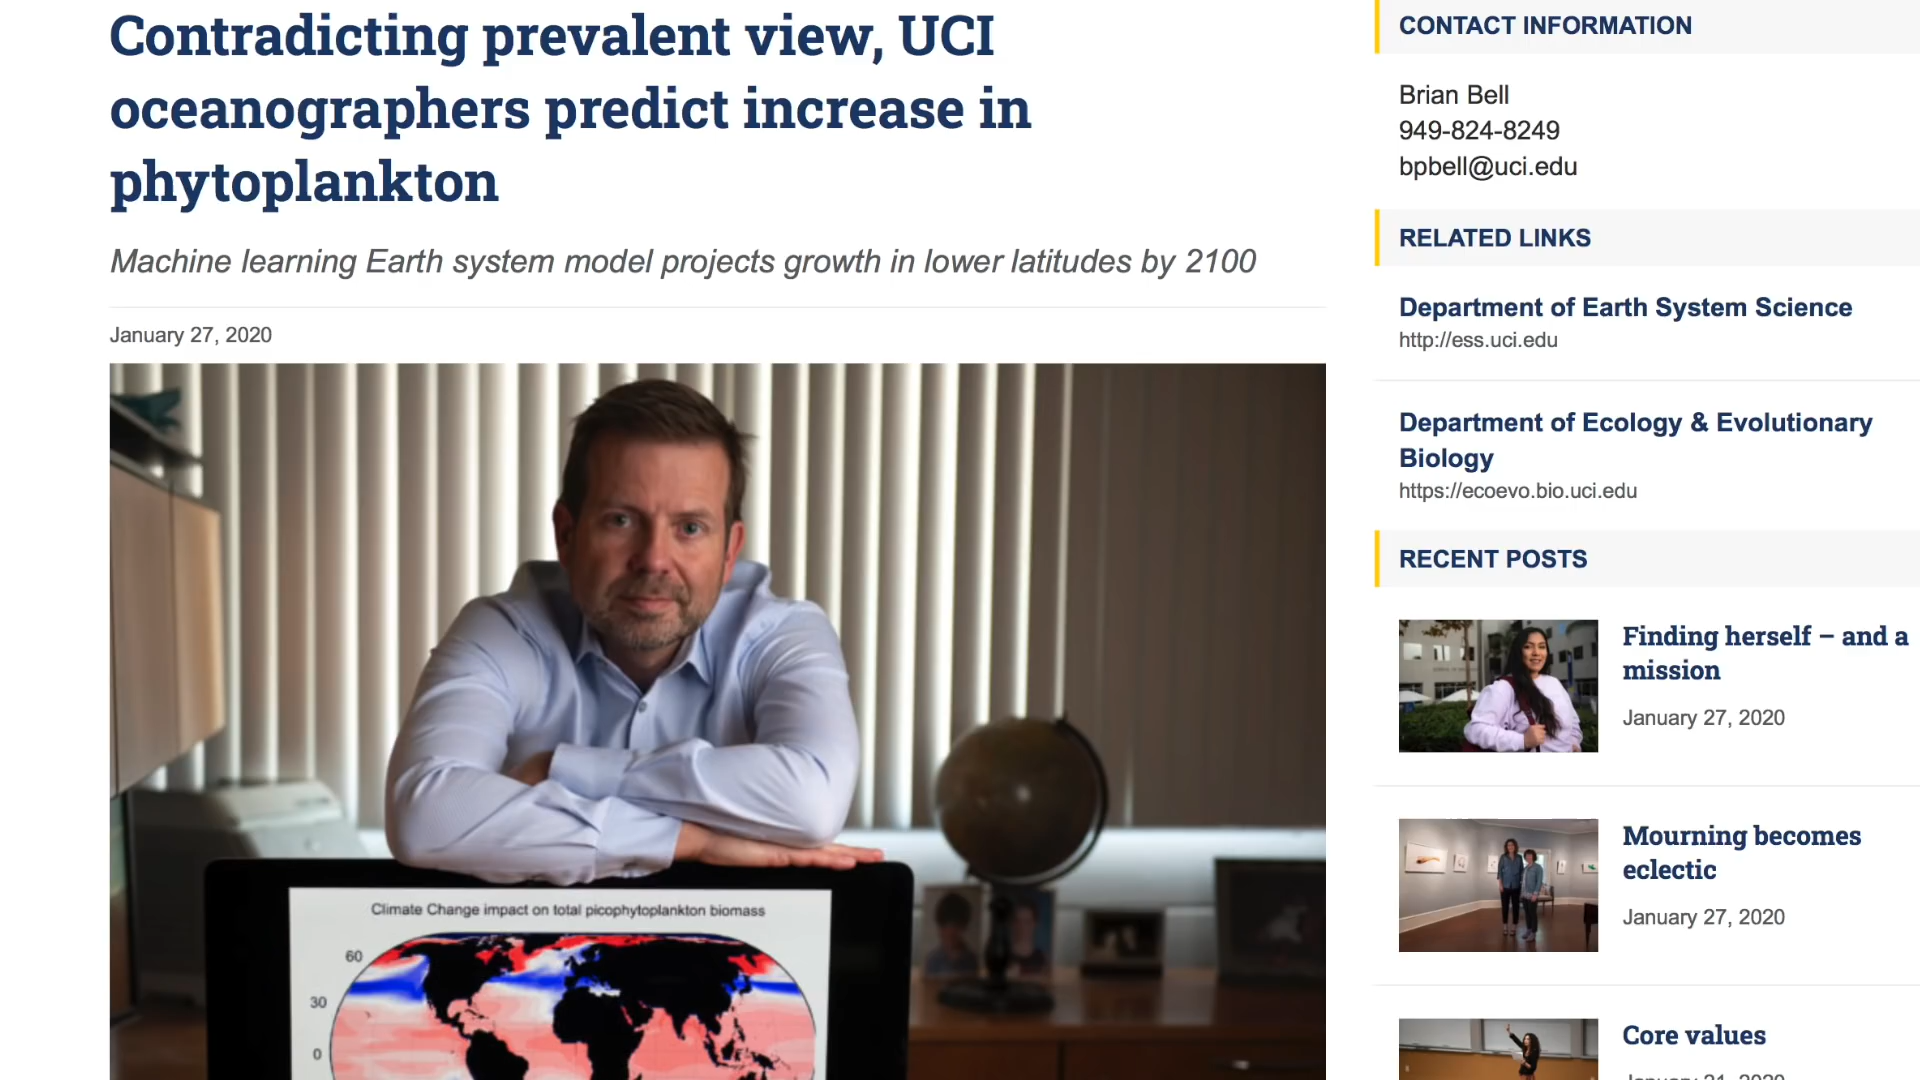 Contradicting prevalent view, UCI
oceanographers predict increase in
phytoplankton
Machine learning Earth system model projects growth in lower latitudes by 2100
January 27, 2020
Climate Change impact on total picophytoplankton biomass
60
30
0
CONTACT INFORMATION
Brian Bell
949-824-8249
bpbell@uci.edu
RELATED LINKS
Department of Earth System Science
http://ess.uci.edu
Department of Ecology & Evolutionary
Biology
https://ecoevo.bio.uci.edu
RECENT POSTS
Finding herself – and a
mission
January 27, 2020
Mourning becomes
eclectic
January 27, 2020
Core values